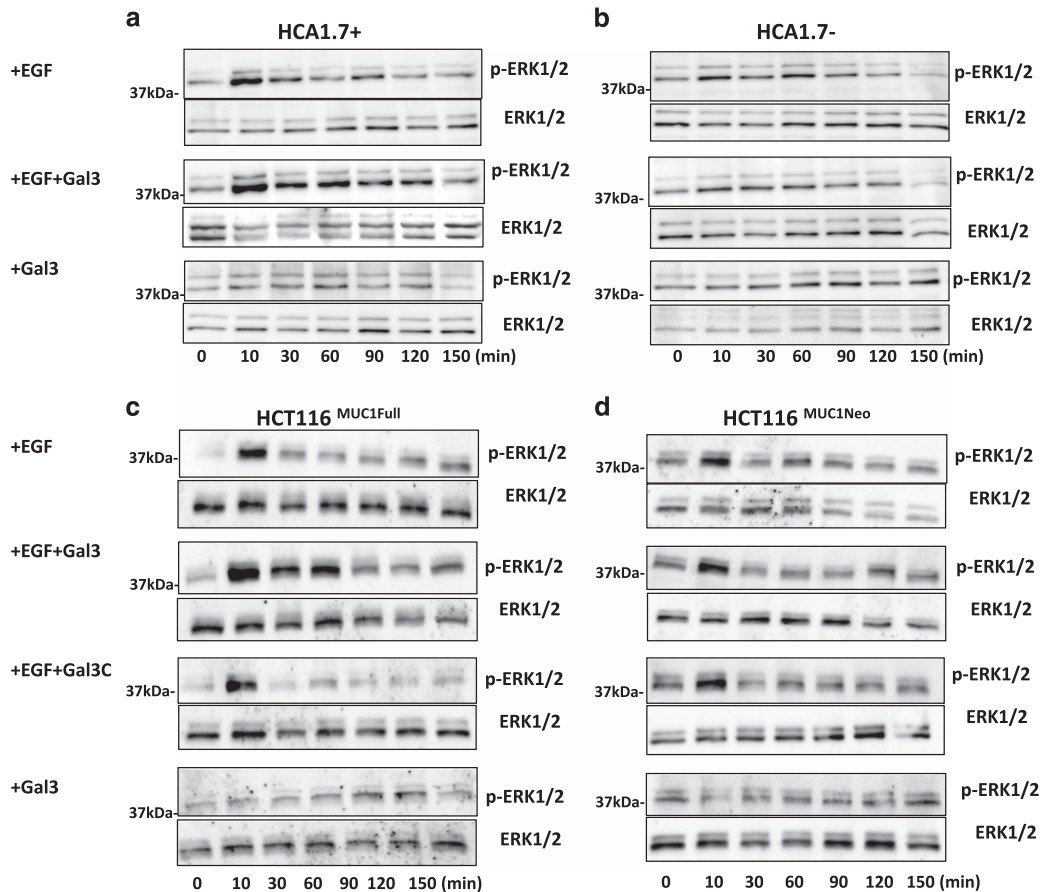 a
HCA1.7+
+EGF
37kDa-
p-ERK1/2
ERK1/2
+EGF+Gal3
37kDa-
p-ERK1/2
ERK1/2
+Gal3
37kDa-
p-ERK1/2
ERK1/2
0 10 30 60 90 120 150 (min)
b
HCA1.7-
37kDa-
p-ERK1/2
ERK1/2
37kDa-
p-ERK1/2
ERK1/2
37kDa-
p-ERK1/2
ERK1/2
0 10 30 60 90 120 150 (min)
c
HCT116 MUC1Full
+EGF
37kDa-
p-ERK1/2
ERK1/2
+EGF+Gal3
37kDa-
p-ERK1/2
ERK1/2
+EGF+Gal3C
37kDa-
p-ERK1/2
ERK1/2
+Gal3
37kDa-
p-ERK1/2
ERK1/2
0 10 30 60 90 120 150 (min)
d
HCT116 MUC1Neo
37kDa-
p-ERK1/2
ERK1/2
37kDa-
p-ERK1/2
ERK1/2
37kDa-
p-ERK1/2
ERK1/2
37kDa-
p-ERK1/2
ERK1/2
0 10 30 60 90 120 150 (min)